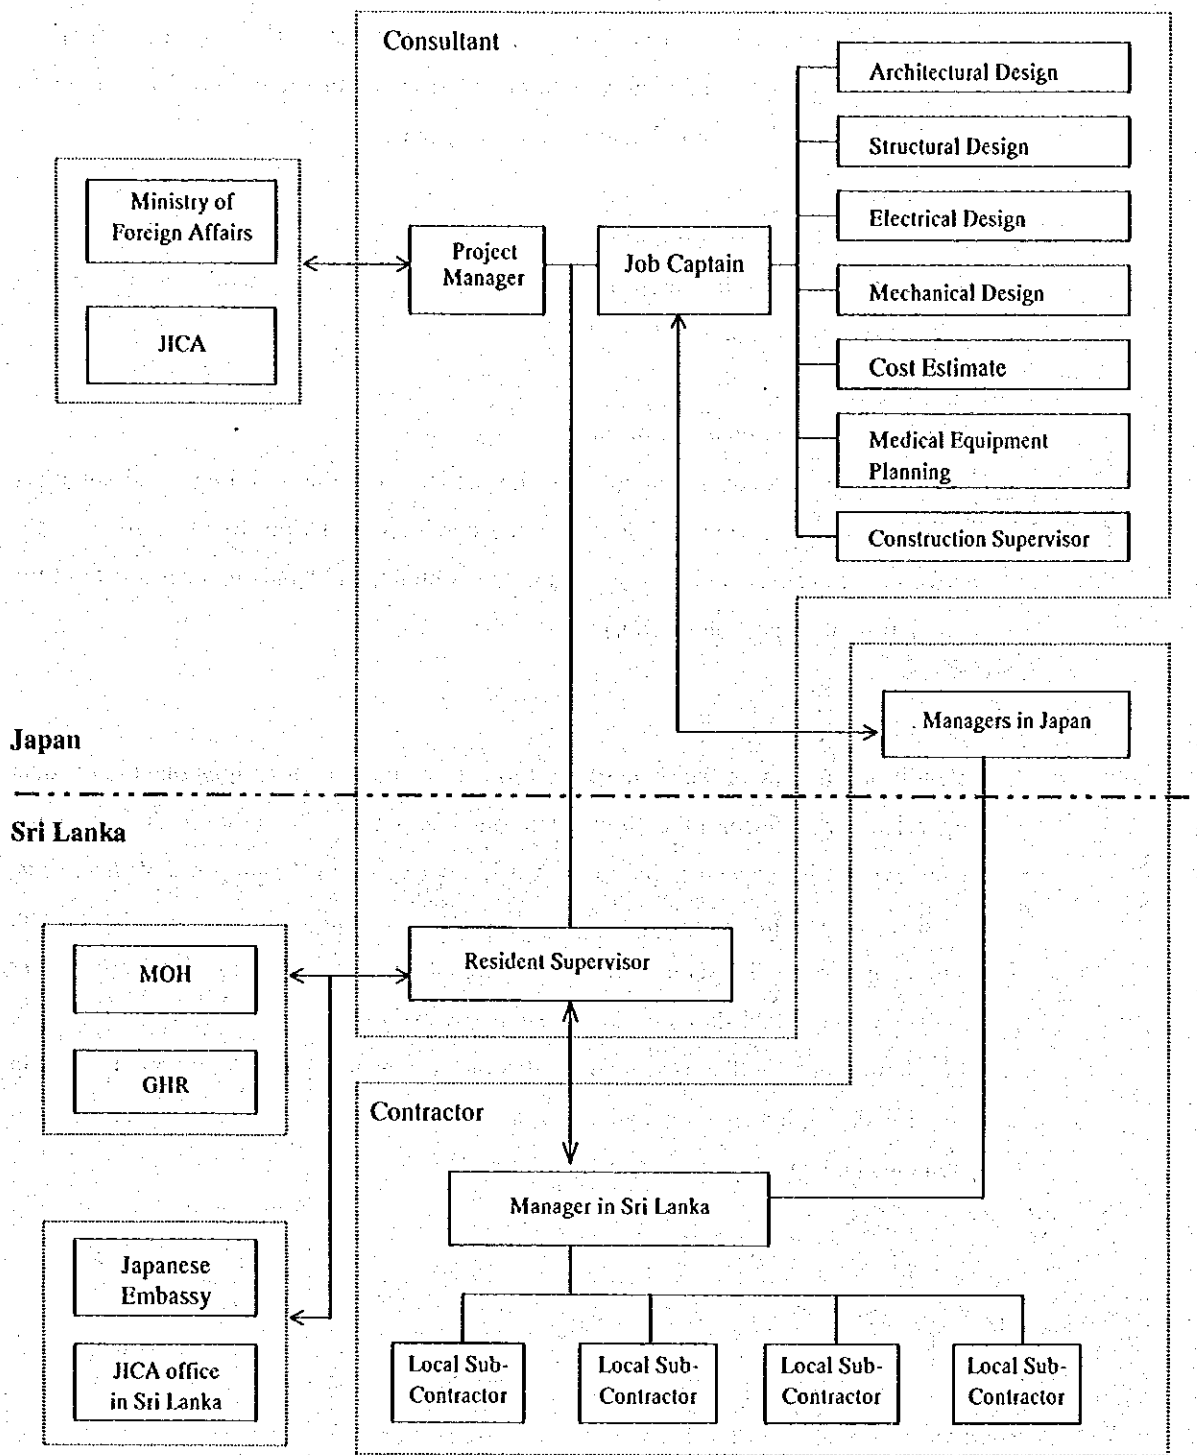 Consultant
Architectural Design
Structural Design
Ministry of
Foreign Affairs
Electrical Design
Project
Manager
Job Captain
Mechanical Design
JICA
Cost Estimate
Medical Equipment
Planning
Construction Supervisor
Managers in Japan
Japan
Sri Lanka
MOH
Resident Supervisor
GHR
Contractor
Manager in Sri Lanka
Japanese
Embassy
JICA office
in Sri Lanka
Local Sub-
Contractor
Local Sub-
Contractor
Local Sub-
Contractor
Local Sub-
Contractor